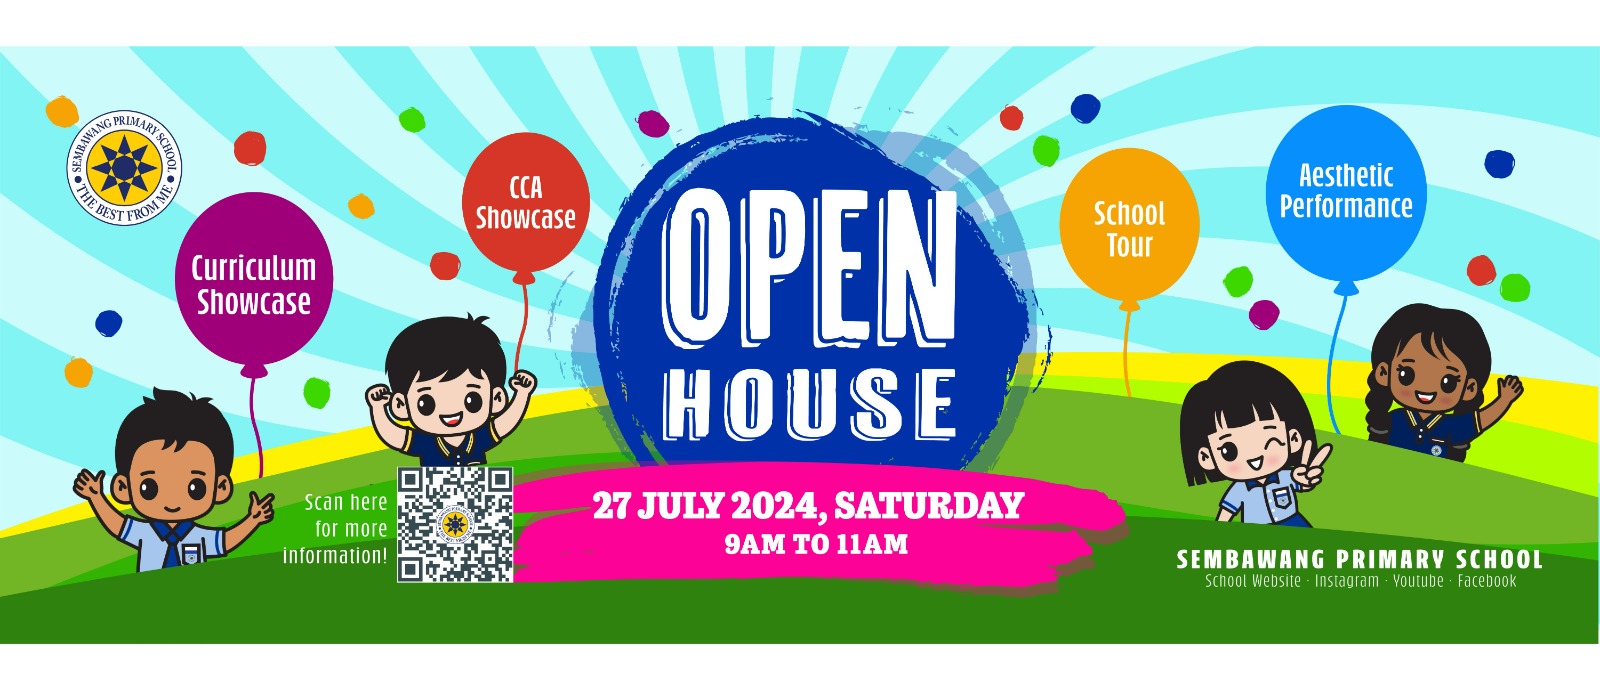 SEMBAWANG PRIMARY SCHOOL
THE BEST FROM ME
Curriculum
Showcase
CCA
Showcase
OPEN
HOUSE
School
Tour
Aesthetic
Performance
Scan here
for more
information!
27 JULY 2024, SATURDAY
9AM TO 11AM
SEMBAWANG PRIMARY SCHOOL
School Website · Instagram · Youtube · Facebook